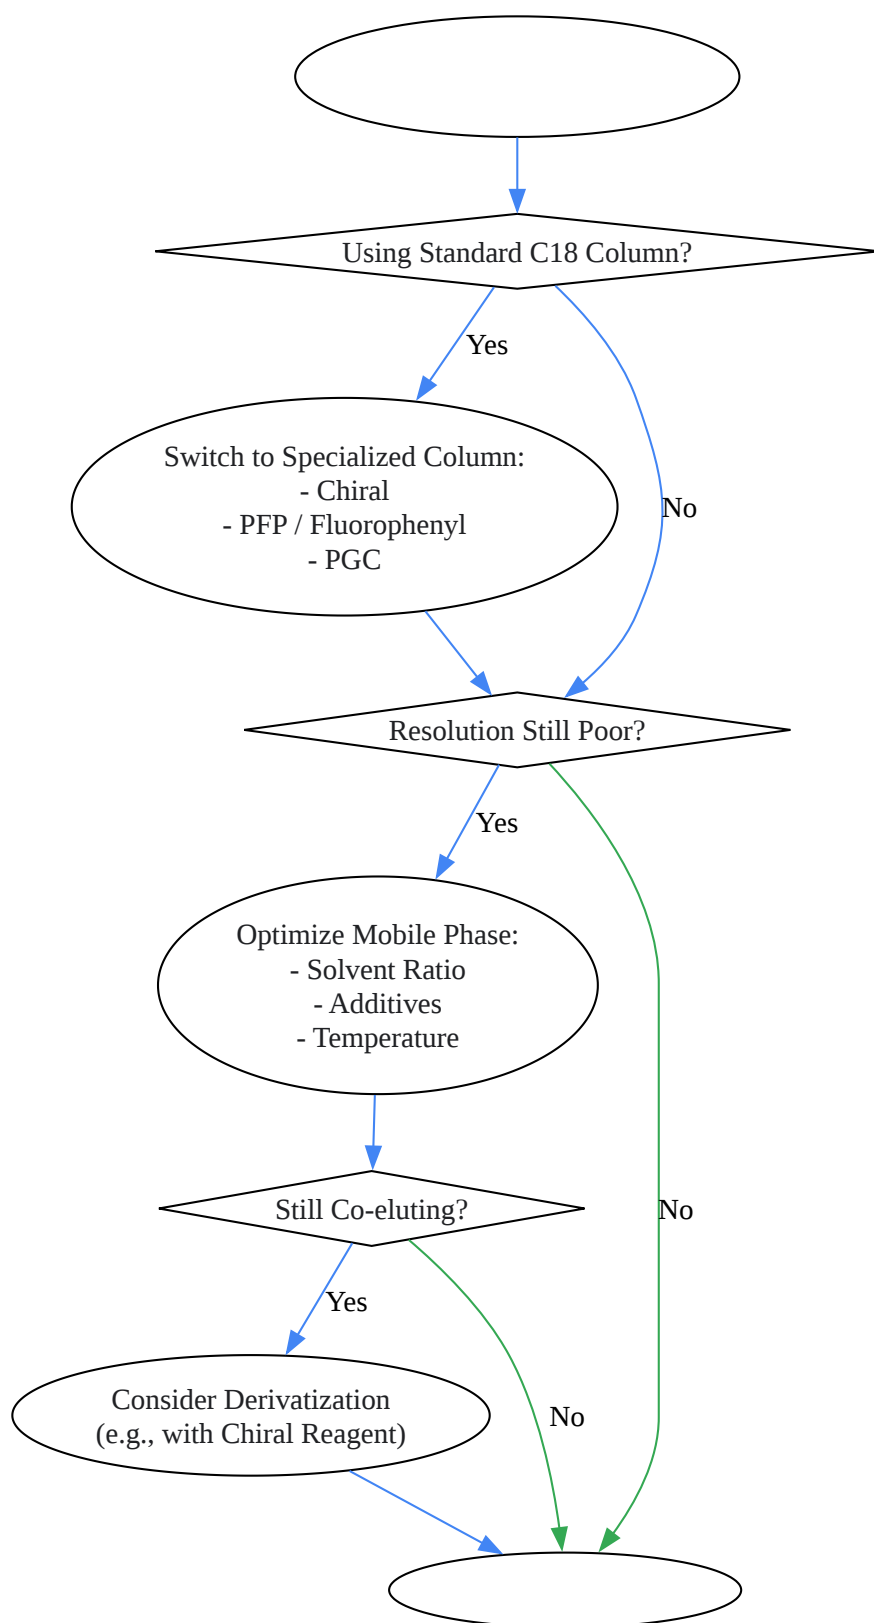 Using Standard C18 Column?
Yes
Switch to Specialized Column:
- Chiral
- PFP / Fluorophenyl
- PGC
No
Resolution Still Poor?
Yes
Optimize Mobile Phase:
- Solvent Ratio
- Additives
- Temperature
Still Co-eluting?
No
Yes
Consider Derivatization
(e.g., with Chiral Reagent)
No